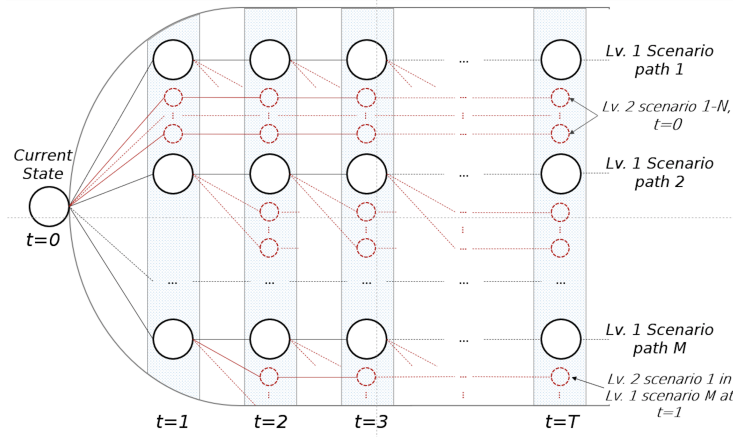 Lv. 1 Scenario
path 1
...
Lv. 2 scenario 1-N,
t=0
Current
State
t=0
Lv. 1 Scenario
path 2
...
...
... ... ... ... ...
Lv. 1 Scenario
path M
...
...
Lv. 2 scenario 1 in
Lv. 1 scenario M at
t=1
t=1 t=2 t=3 t=T